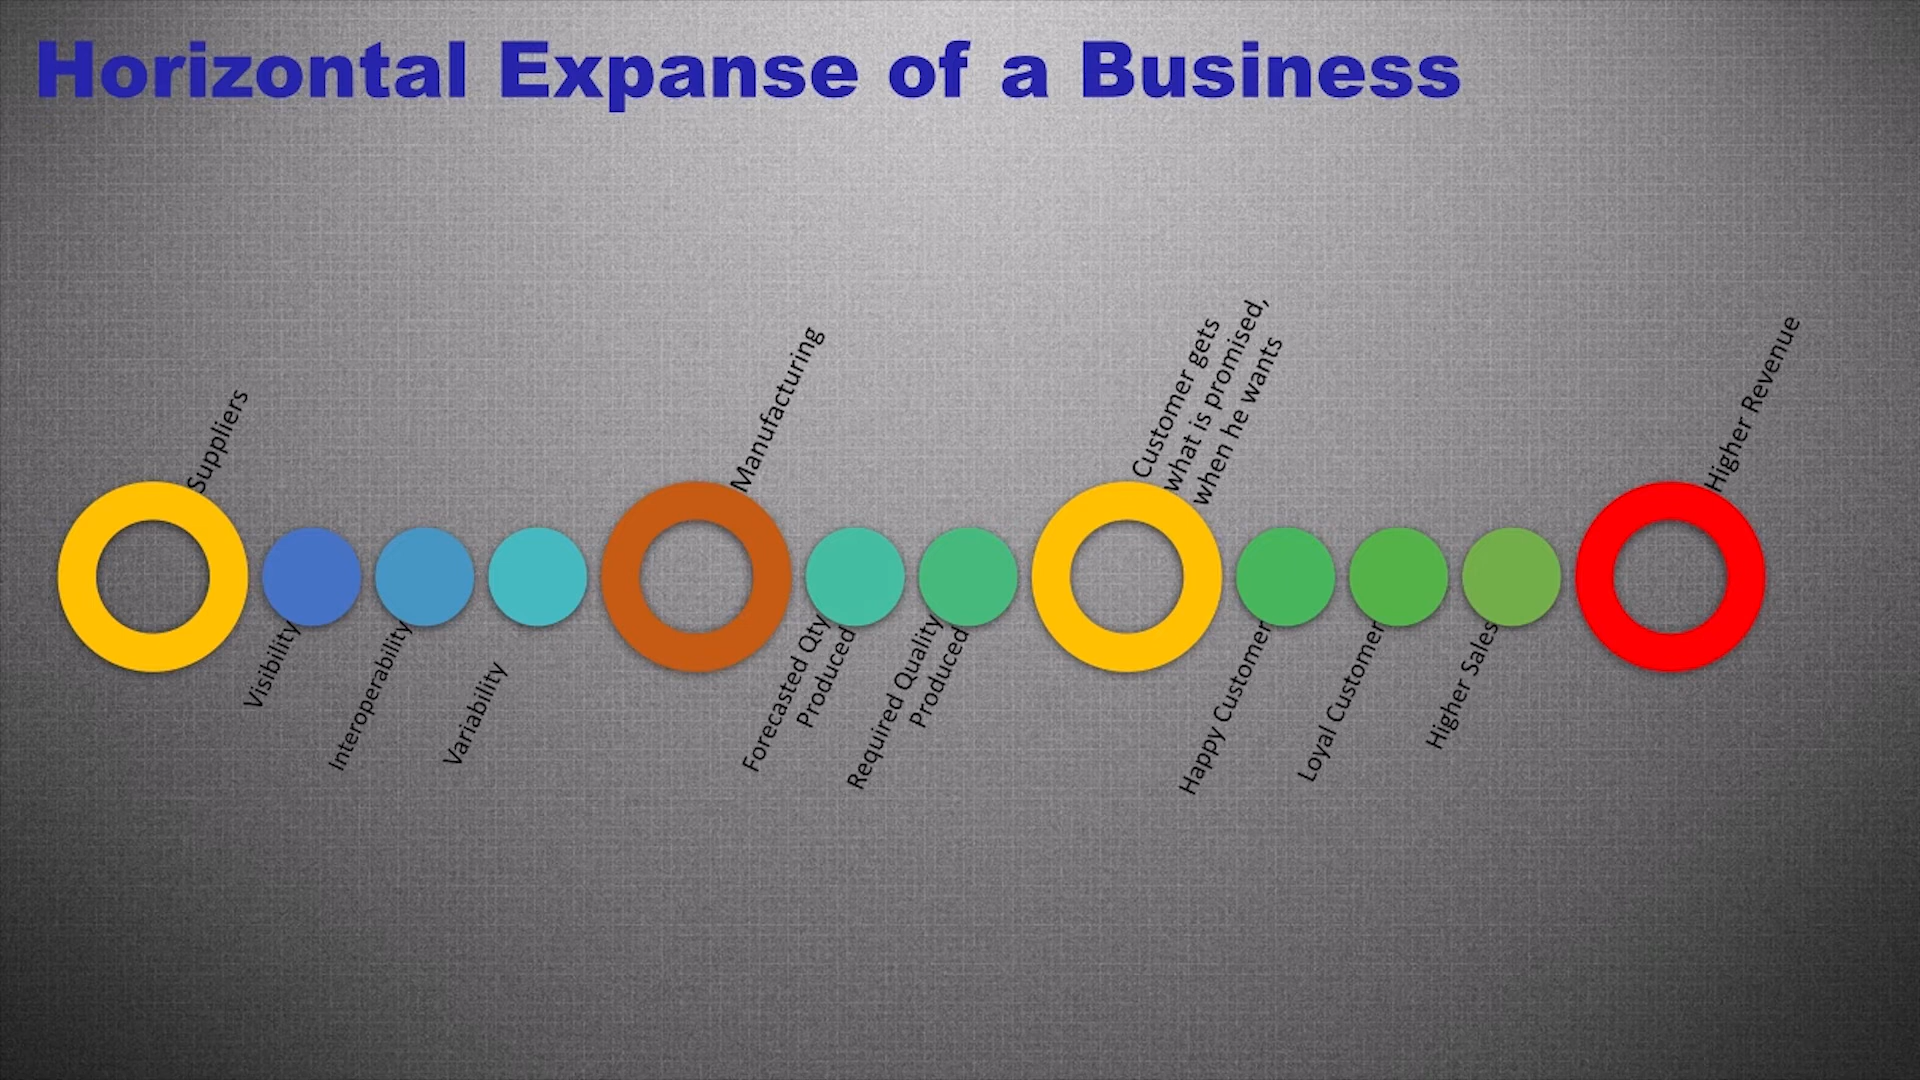 Horizontal Expanse of a Business
Suppliers
Visibility
Interoperability
Variability
Manufacturing
Forecasted Qty
Produced
Required Quality
Produced
Customer gets
what is promised,
when he wants
Happy Customer
Loyal Customer
Higher Sales
Higher Revenue